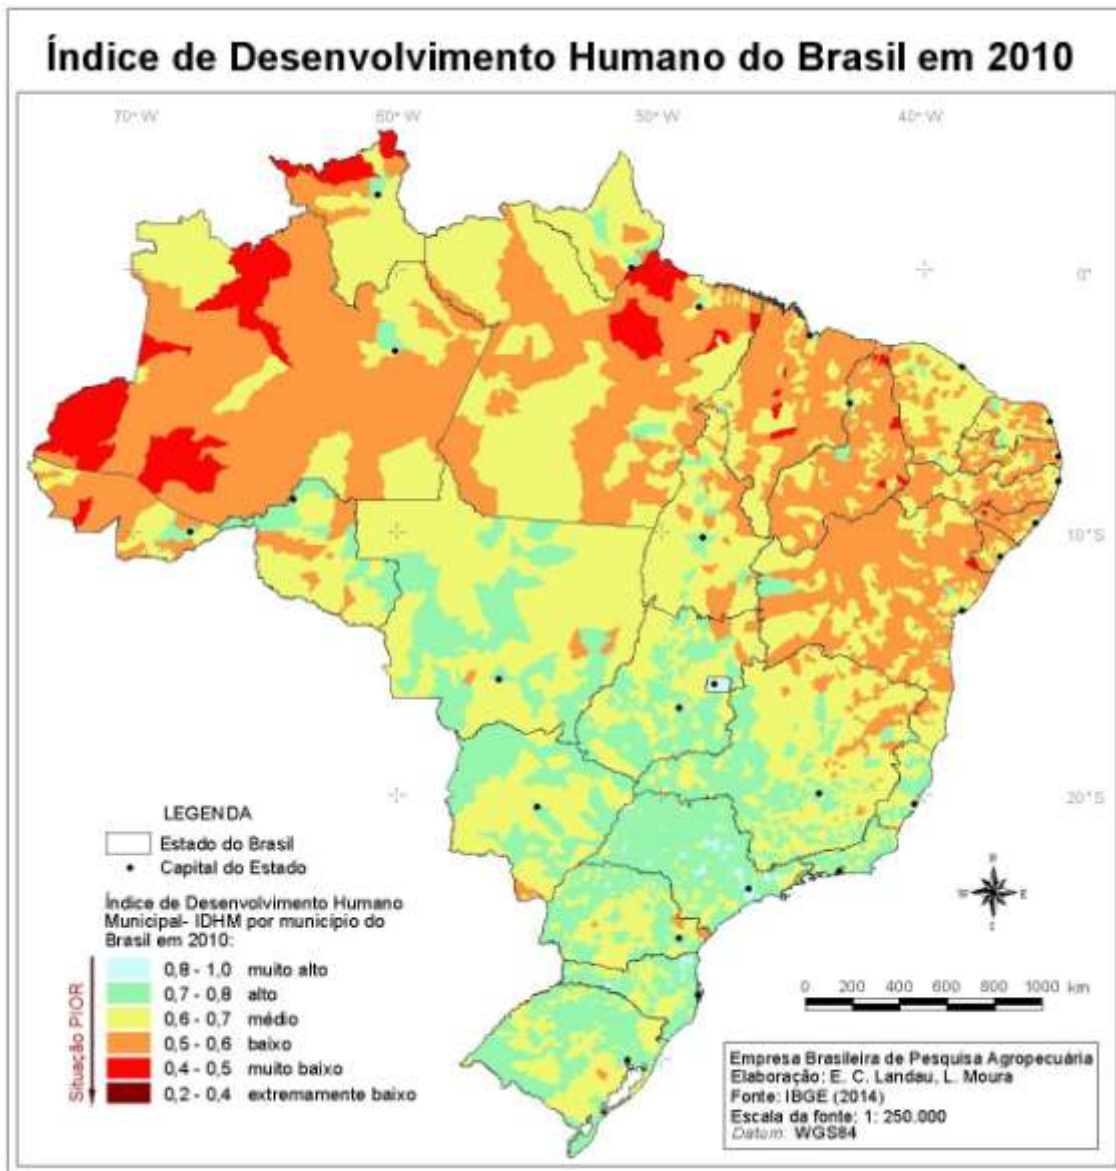 Índice de Desenvolvimento Humano do Brasil em 2010
70° W
60° W
50° W
40° W
0°
10°S
20°S
LEGENDA
Estado do Brasil
Capital do Estado
Índice de Desenvolvimento Humano
Municipal- IDHM por município do
Brasil em 2010:
Situação PIOR
0,8 - 1,0 muito alto
0,7 - 0,8 alto
0,6 - 0,7 médio
0,5 - 0,6 baixo
0,4 - 0,5 muito baixo
0,2 - 0,4 extremamente baixo
W
E
0 200 400 600 800 1000 km
Empresa Brasileira de Pesquisa Agropecuária
Elaboração: E. C. Landau, L. Moura
Fonte: IBGE (2014)
Escala da fonte: 1: 250.000
Datum: WGS84